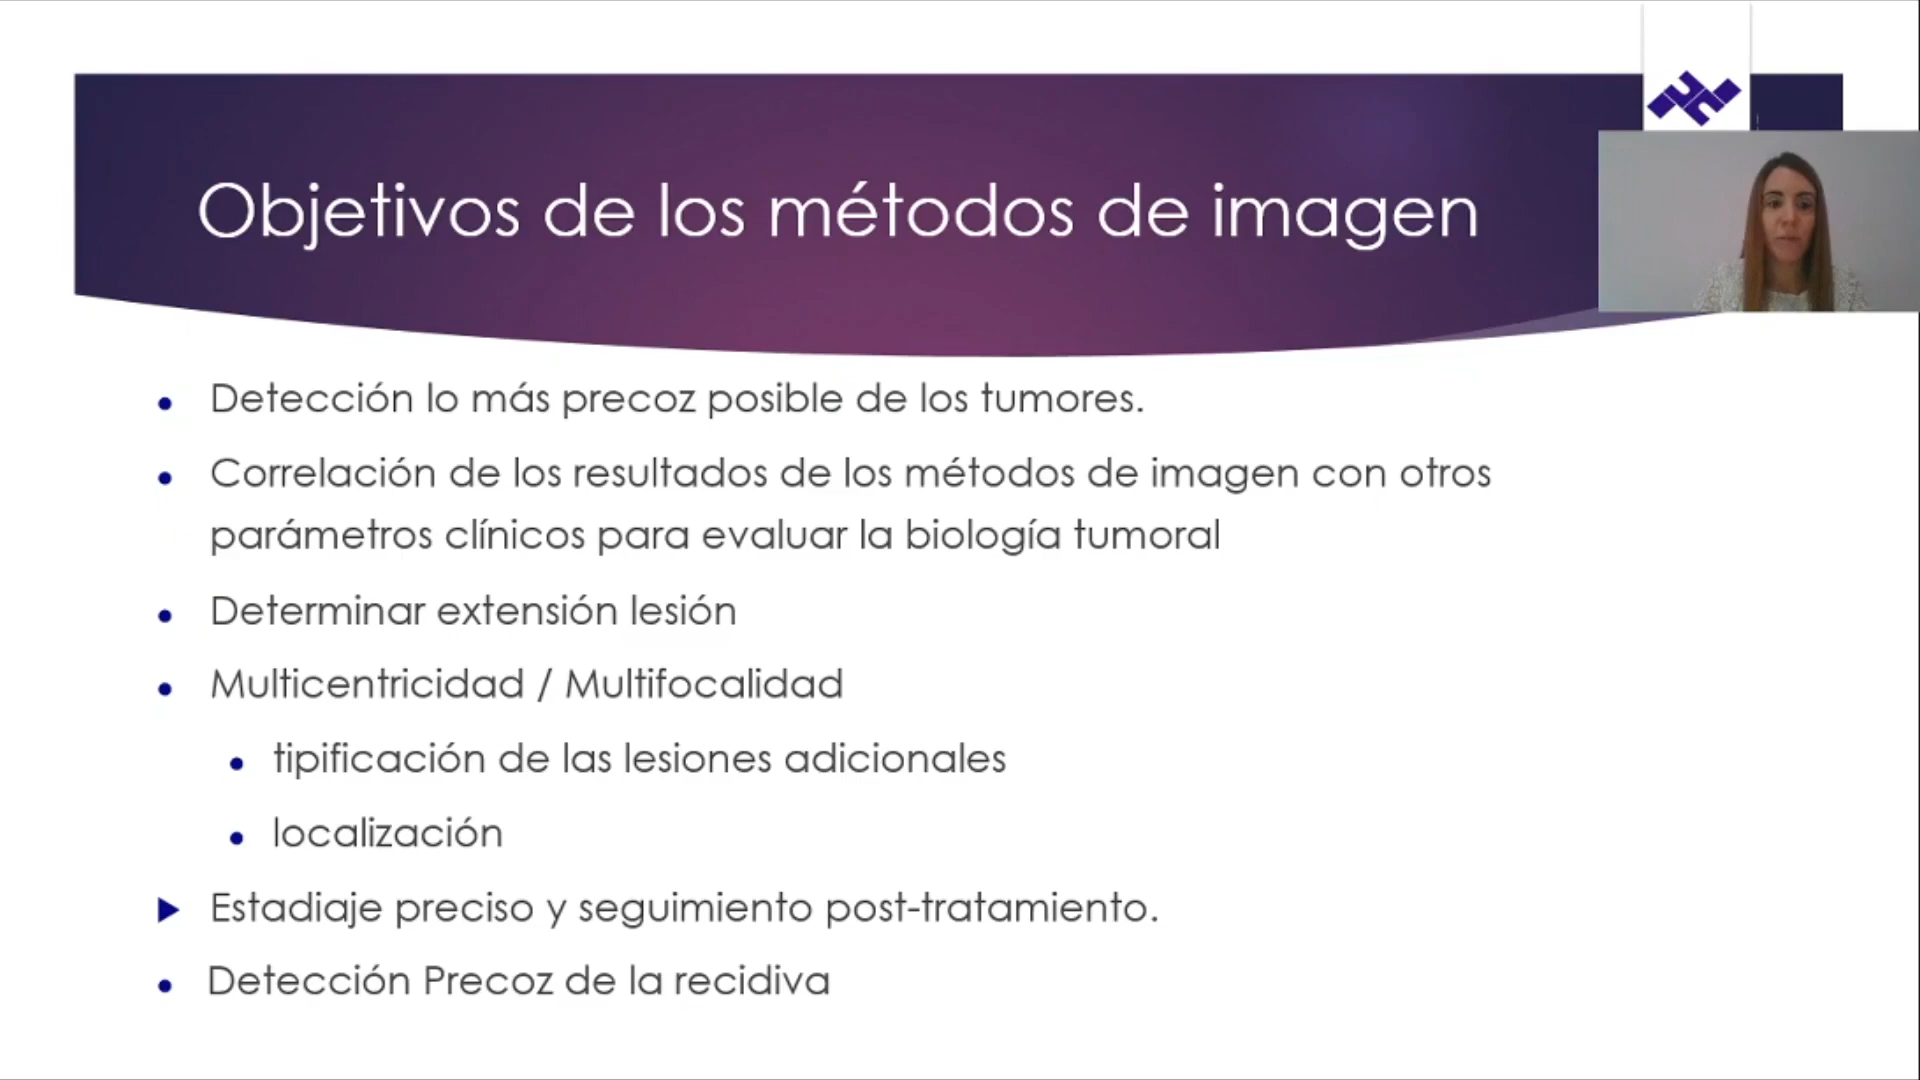 Objetivos de los métodos de imagen
Detección lo más precoz posible de los tumores.
Correlación de los resultados de los métodos de imagen con otros
parámetros clínicos para evaluar la biología tumoral
Determinar extensión lesión
Multicentricidad / Multifocalidad
tipificación de las lesiones adicionales
localización
Estadiaje preciso y seguimiento post-tratamiento.
Detección Precoz de la recidiva